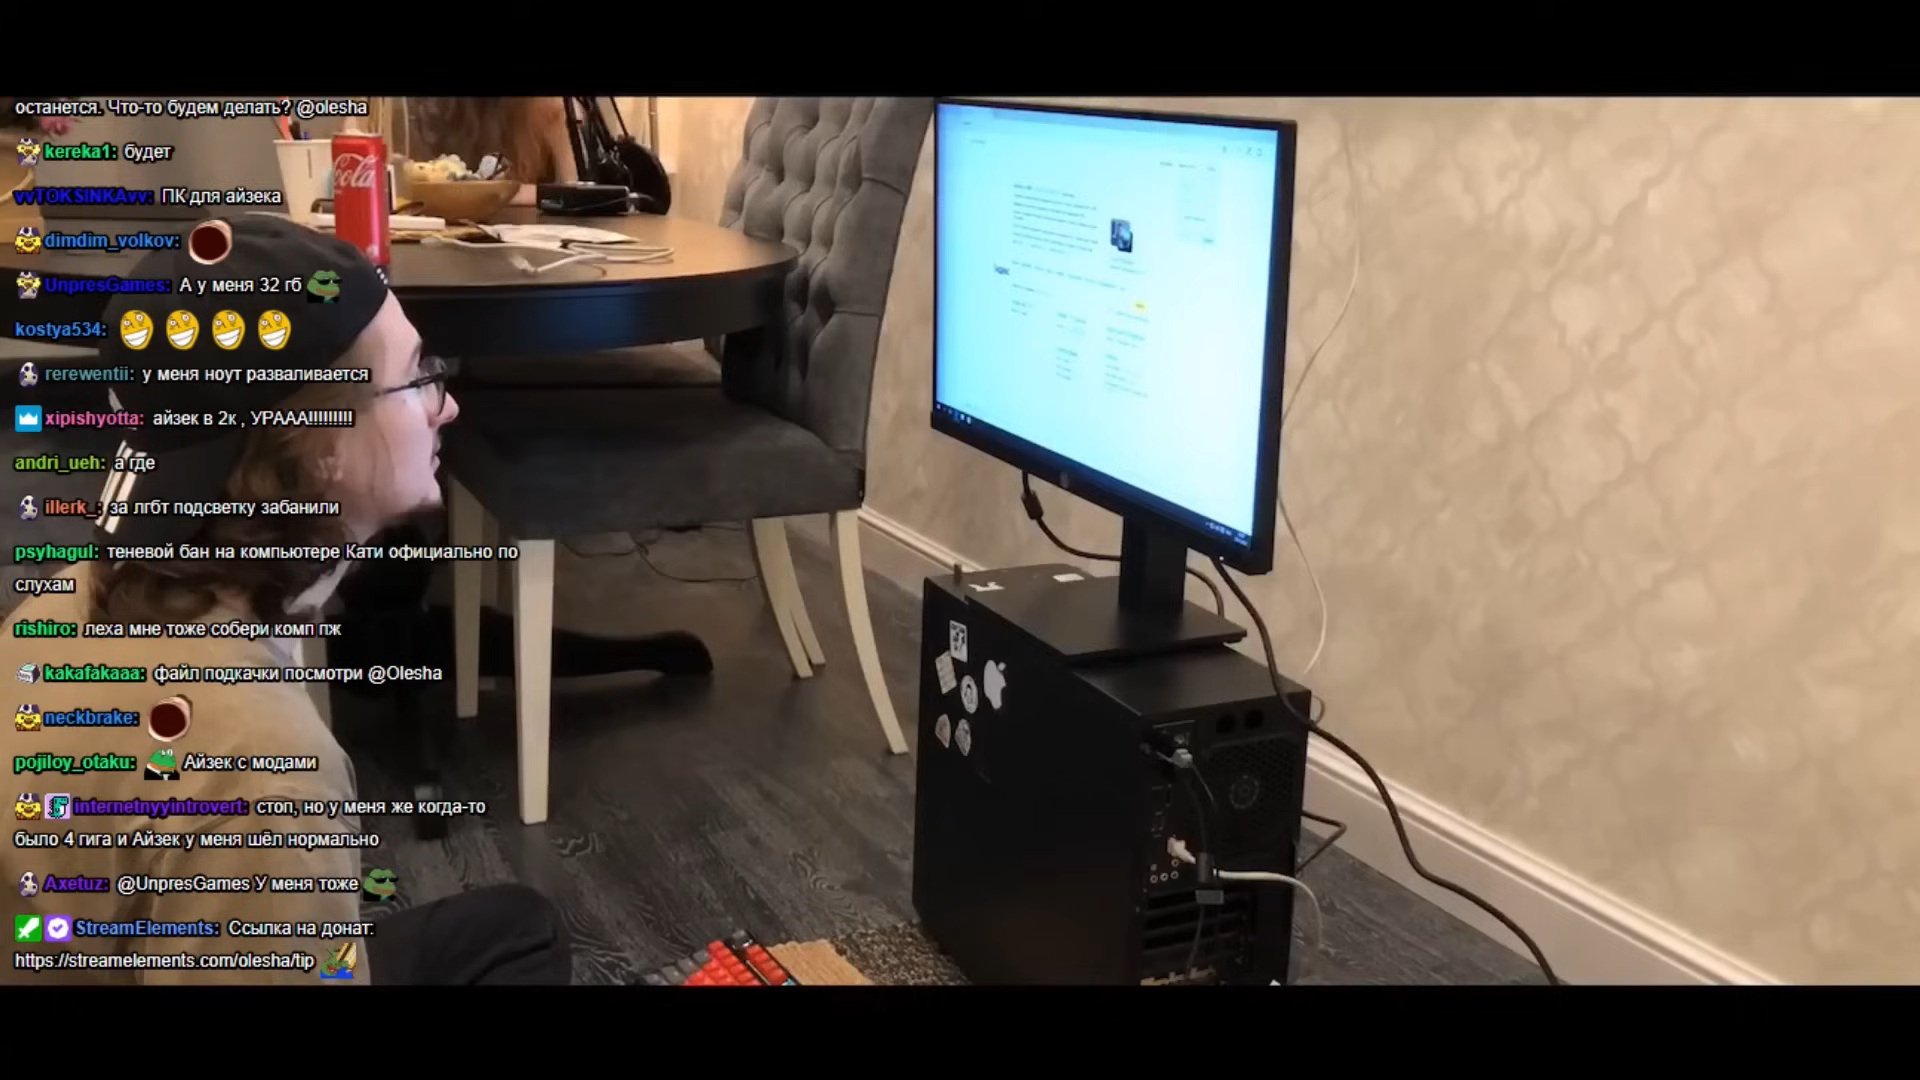 останется. Что-то будем делать? @olesha
kereka1: будет
vvTOKSINKAvv: ПК для айзека
dimdim_volkov:
UnpresGames: А у меня 32 гб
kostya534:
rerewentii: у меня ноут разваливается
xipishyotta: айзек в 2к , УРААА!!!!!!!!!
andri_ueh: а где
illerk_: за лгбт подсветку забанили
psyhagul: теневой бан на компьютере Кати официально по
слухам
rishiro: леха мне тоже собери комп пж
kakafakaaa: файл подкачки посмотри @Olesha
neckbrake:
pojiloy_otaku: Айзек с модами
internetnyyintrovert: стоп, но у меня же когда-то
было 4 гига и Айзек у меня шёл нормально
Axetuz: @UnpresGames У меня тоже
StreamElements: Ссылка на донат:
https://streamelements.com/olesha/tip
Coca
Cola
Яндекс